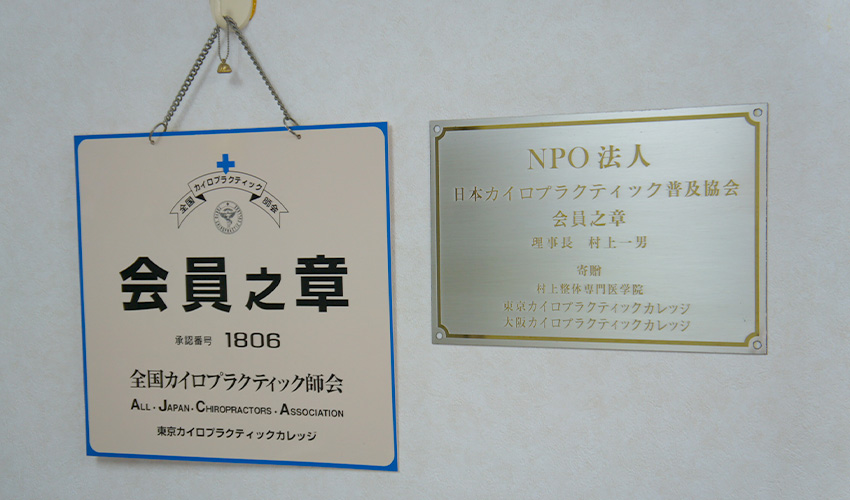 全国カイロプラクティック師会
会員之章
承認番号 1806
全国カイロプラクティック師会
ALL・JAPAN・CHIROPRACTORS・ASSOCIATION
東京カイロプラクティックカレッジ
NPO法人
日本カイロプラクティック普及協会
会員之章
理事長 村上一男
寄贈
村上整体専門医学院
東京カイロプラクティックカレッジ
大阪カイロプラクティックカレッジ